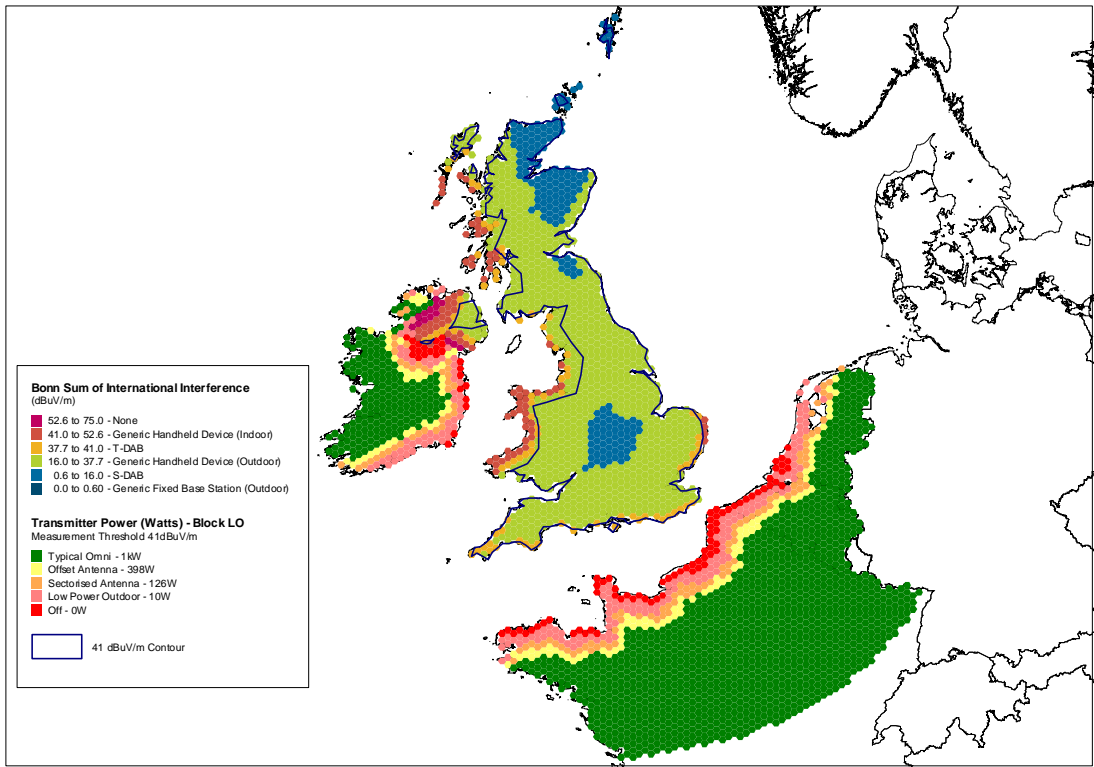 Bonn Sum of International Interference
(dBuV/m)
52.6 to 75.0 - None
41.0 to 52.6 - Generic Handheld Device (Indoor)
37.7 to 41.0 - T-DAB
16.0 to 37.7 - Generic Handheld Device (Outdoor)
0.6 to 16.0 - S-DAB
0.0 to 0.60 - Generic Fixed Base Station (Outdoor)
Transmitter Power (Watts) - Block LO
Measurement Threshold 41dBuV/m
Typical Omni - 1kW
Offset Antenna - 398W
Sectorised Antenna - 126W
Low Power Outdoor - 10W
Off - 0W
41 dBuV/m Contour